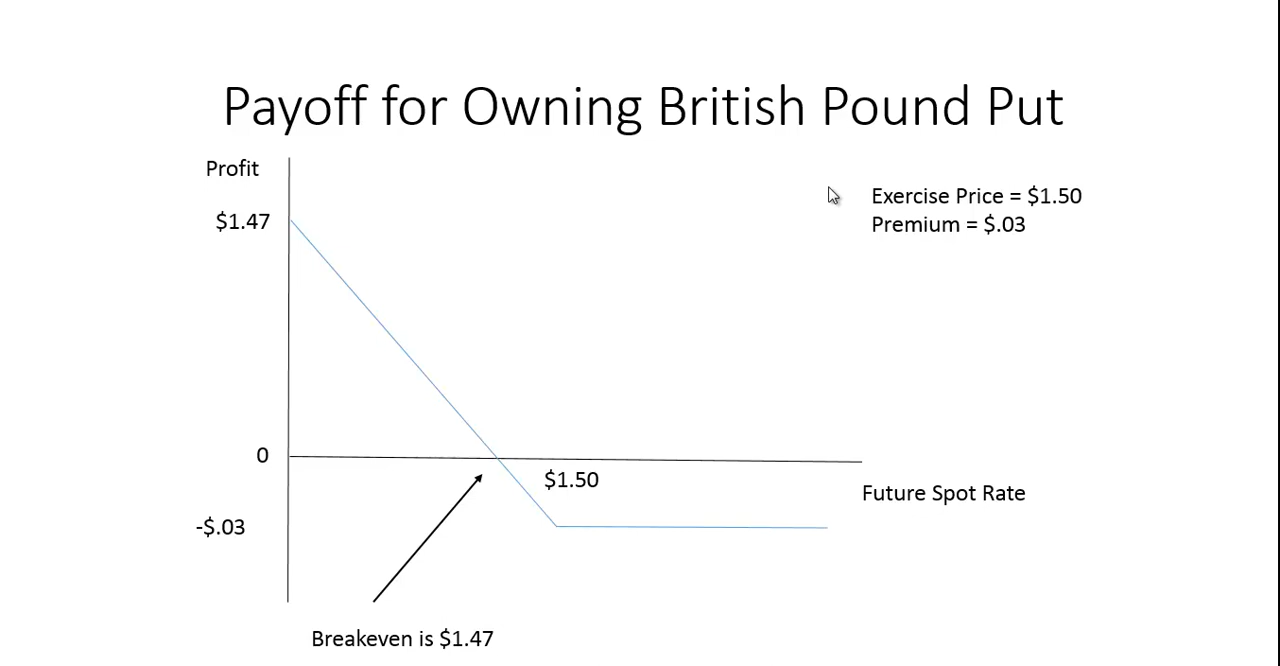 Payoff for Owning British Pound Put
Profit
$1.47
Exercise Price = $1.50
Premium = $.03
0
$1.50
Future Spot Rate
-$.03
Breakeven is $1.47